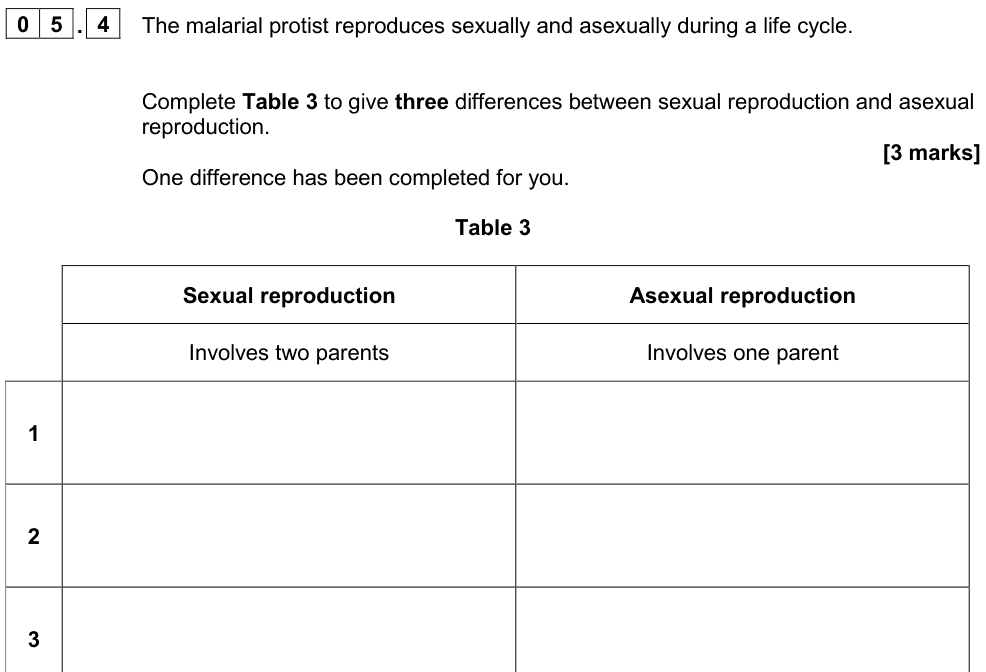 05.4 The malarial protist reproduces sexually and asexually during a life cycle.
Complete Table 3 to give three differences between sexual reproduction and asexual
reproduction.
[3 marks]
One difference has been completed for you.
Table 3
Sexual reproduction Asexual reproduction
Involves two parents Involves one parent
1
2
3